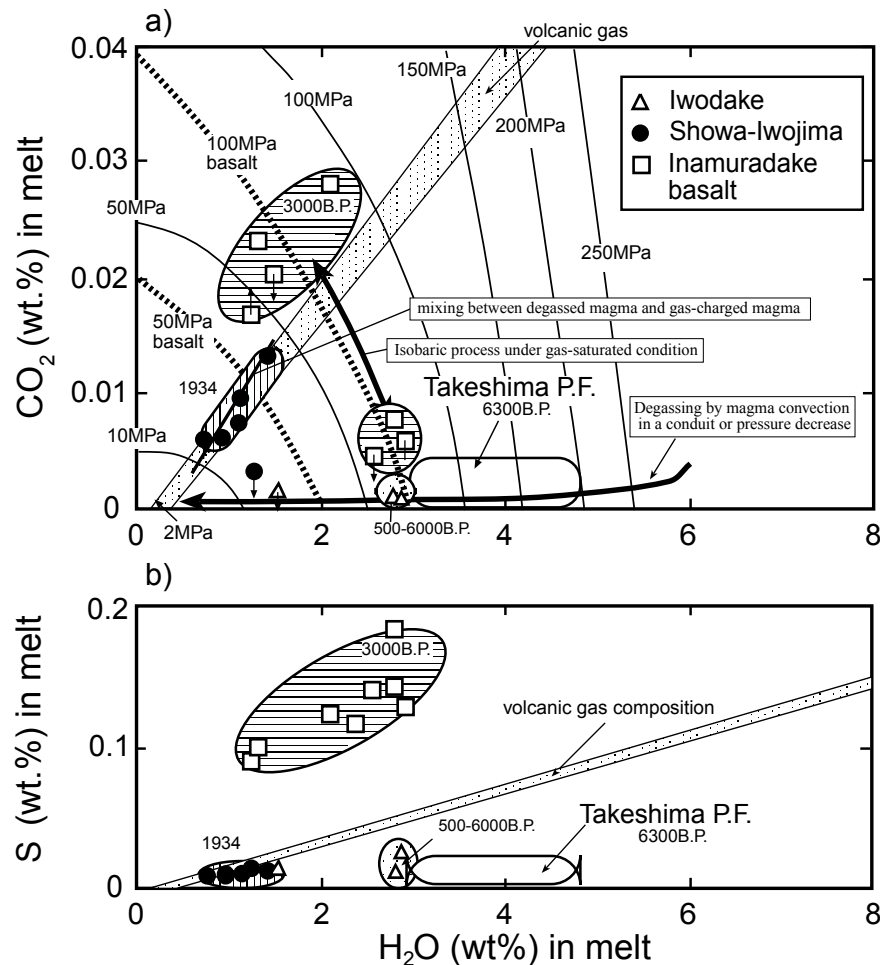 a)
volcanic gas
0.04
150MPa
100MPa
Iwodake
Showa-Iwojima
Inamuradake
basalt
200MPa
100MPa
basalt
0.03
3000B.P.
50MPa
250MPa
CO2 (wt.%) in melt
0.02
50MPa
basalt
mixing between degassed magma and gas-charged magma
Isobaric process under gas-saturated condition
1934
Takeshima P.F.
6300B.P.
Degassing by magma convection
in a conduit or pressure decrease
0.01
10MPa
0
0
2MPa
2
500-6000B.P.
4
6
8
b)
0.2
3000B.P.
S (wt.%) in melt
volcanic gas composition
0.1
1934
500-6000B.P.
Takeshima P.F.
6300B.P.
0
0
2
4
6
8
H2O (wt%) in melt